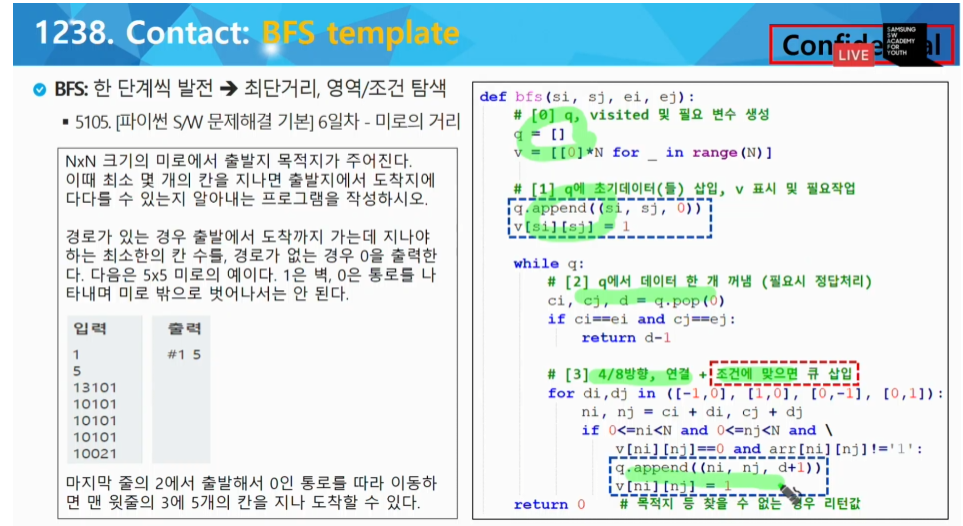 1238. Contact: BFS template
Confidential
LIVE
SAMSUNG
SW
ACADEMY
FOR
YOUTH
BFS: 한 단계씩 발전 ➔ 최단거리, 영역/조건 탐색
▪ 5105. [파이썬 S/W 문제해결 기본] 6일차 - 미로의 거리
NxN 크기의 미로에서 출발지 목적지가 주어진다.
이때 최소 몇 개의 칸을 지나면 출발지에서 도착지에
다다를 수 있는지 알아내는 프로그램을 작성하시오.
경로가 있는 경우 출발에서 도착까지 가는데 지나야
하는 최소한의 칸 수를, 경로가 없는 경우 0을 출력한
다. 다음은 5x5 미로의 예이다. 1은 벽, 0은 통로를 나
타내며 미로 밖으로 벗어나서는 안 된다.
입력
1
5
13101
10101
10101
10101
10021
출력
#1 5
마지막 줄의 2에서 출발해서 0인 통로를 따라 이동하
면 맨 윗줄의 3에 5개의 칸을 지나 도착할 수 있다.
def bfs(si, sj, ei, ej):
# [0] q, visited 및 필요 변수 생성
q = []
v = [[0]*N for _ in range(N)]
# [1] q에 초기데이터(들) 삽입, v 표시 및 필요작업
q.append((si, sj, 0))
v[si][sj] = 1
while q:
# [2] q에서 데이터 한 개 꺼냄 (필요시 정답처리)
ci, cj, d = q.pop(0)
if ci==ei and cj==ej:
return d-1
# [3] 4/8방향, 연결 + 조건에 맞으면 큐 삽입
for di,dj in ([-1,0], [1,0], [0,-1], [0,1]):
ni, nj = ci + di, cj + dj
if 0<=ni<N and 0<=nj<N and \
v[ni][nj]==0 and arr[ni][nj]!='1':
q.append((ni, nj, d+1))
v[ni][nj] = 1
return 0 # 목적지 등 찾을 수 없는 경우 리턴값